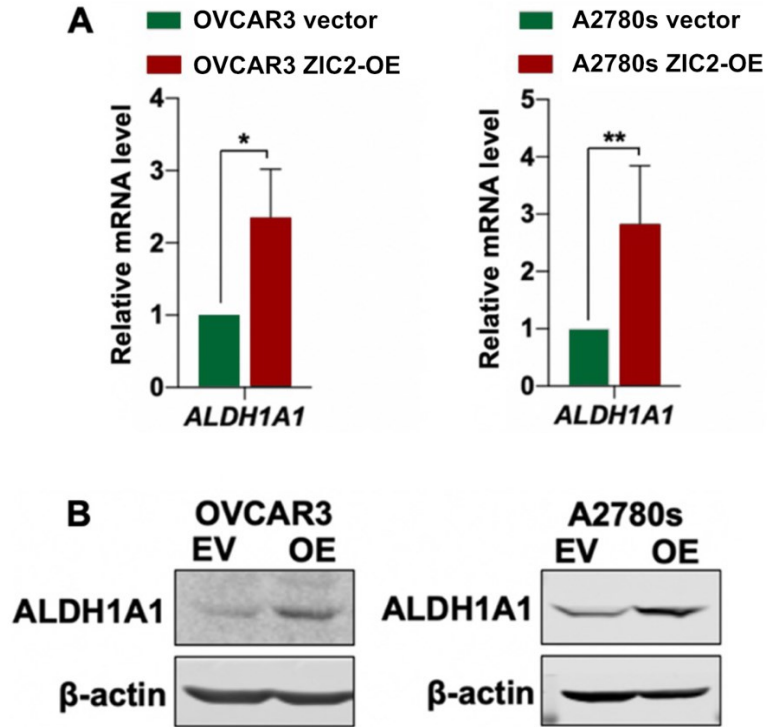 A
OVCAR3 vector
OVCAR3 ZIC2-OE
Relative mRNA level
4
3
2
1
0
*
ALDH1A1
A2780s vector
A2780s ZIC2-OE
Relative mRNA level
5
4
3
2
1
0
**
ALDH1A1
B
OVCAR3
EV OE
ALDH1A1
β-actin
A2780s
EV OE
ALDH1A1
β-actin